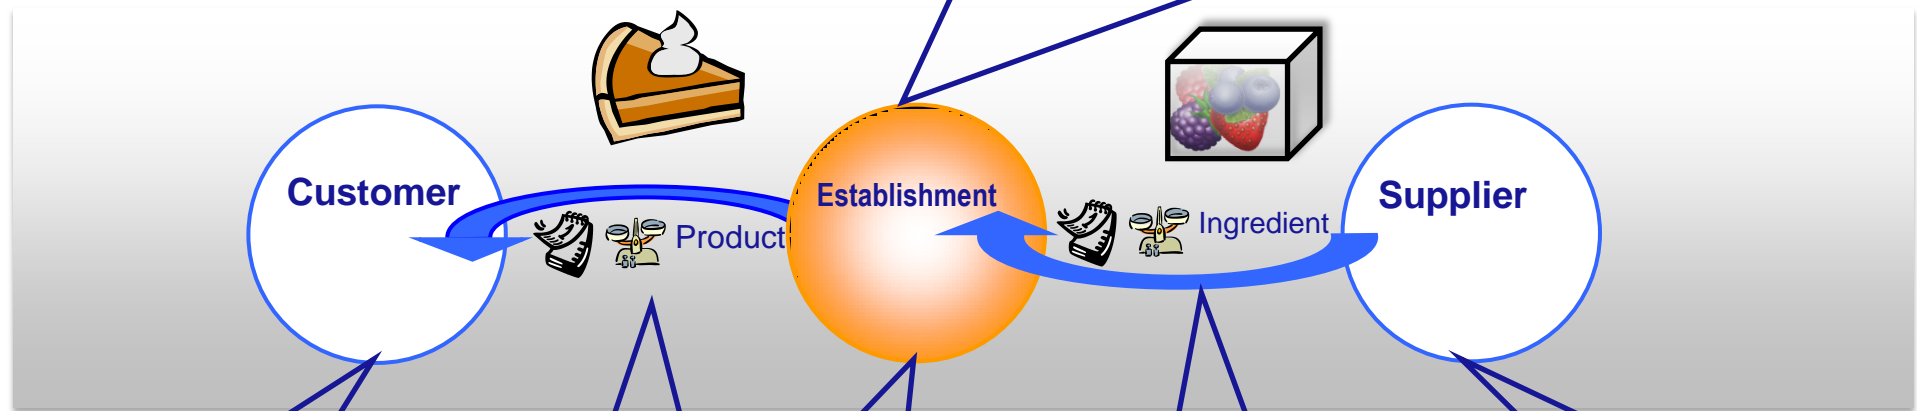 Customer
Product
Establishment
Ingredient
Supplier